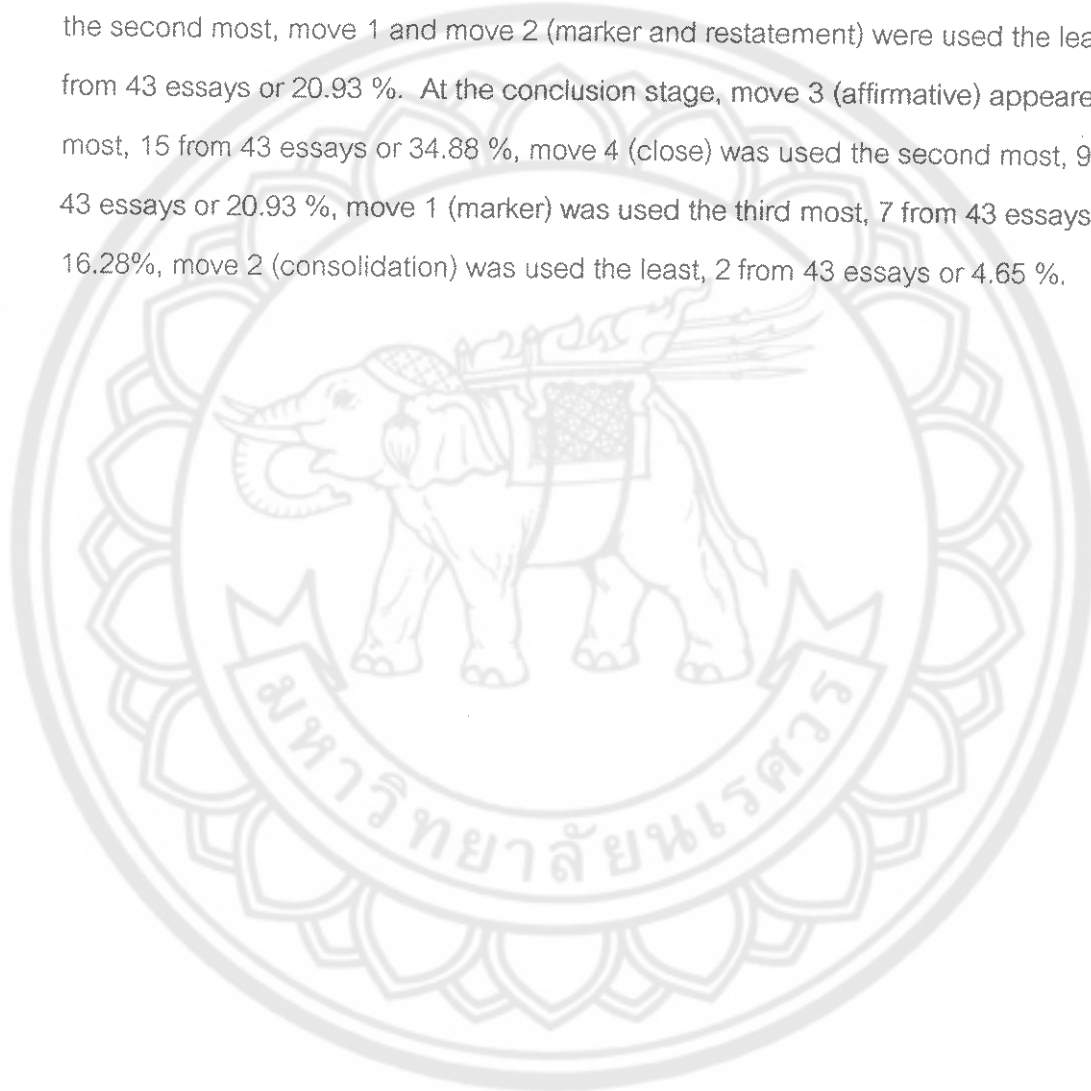 the second most, move 1 and move 2 (marker and restatement) were used the lea
from 43 essays or 20.93 %. At the conclusion stage, move 3 (affirmative) appeare
most, 15 from 43 essays or 34.88 %, move 4 (close) was used the second most, 9
43 essays or 20.93 %, move 1 (marker) was used the third most, 7 from 43 essays
16.28%, move 2 (consolidation) was used the least, 2 from 43 essays or 4.65 %.
มหาวิทยาลัยนเรศวร